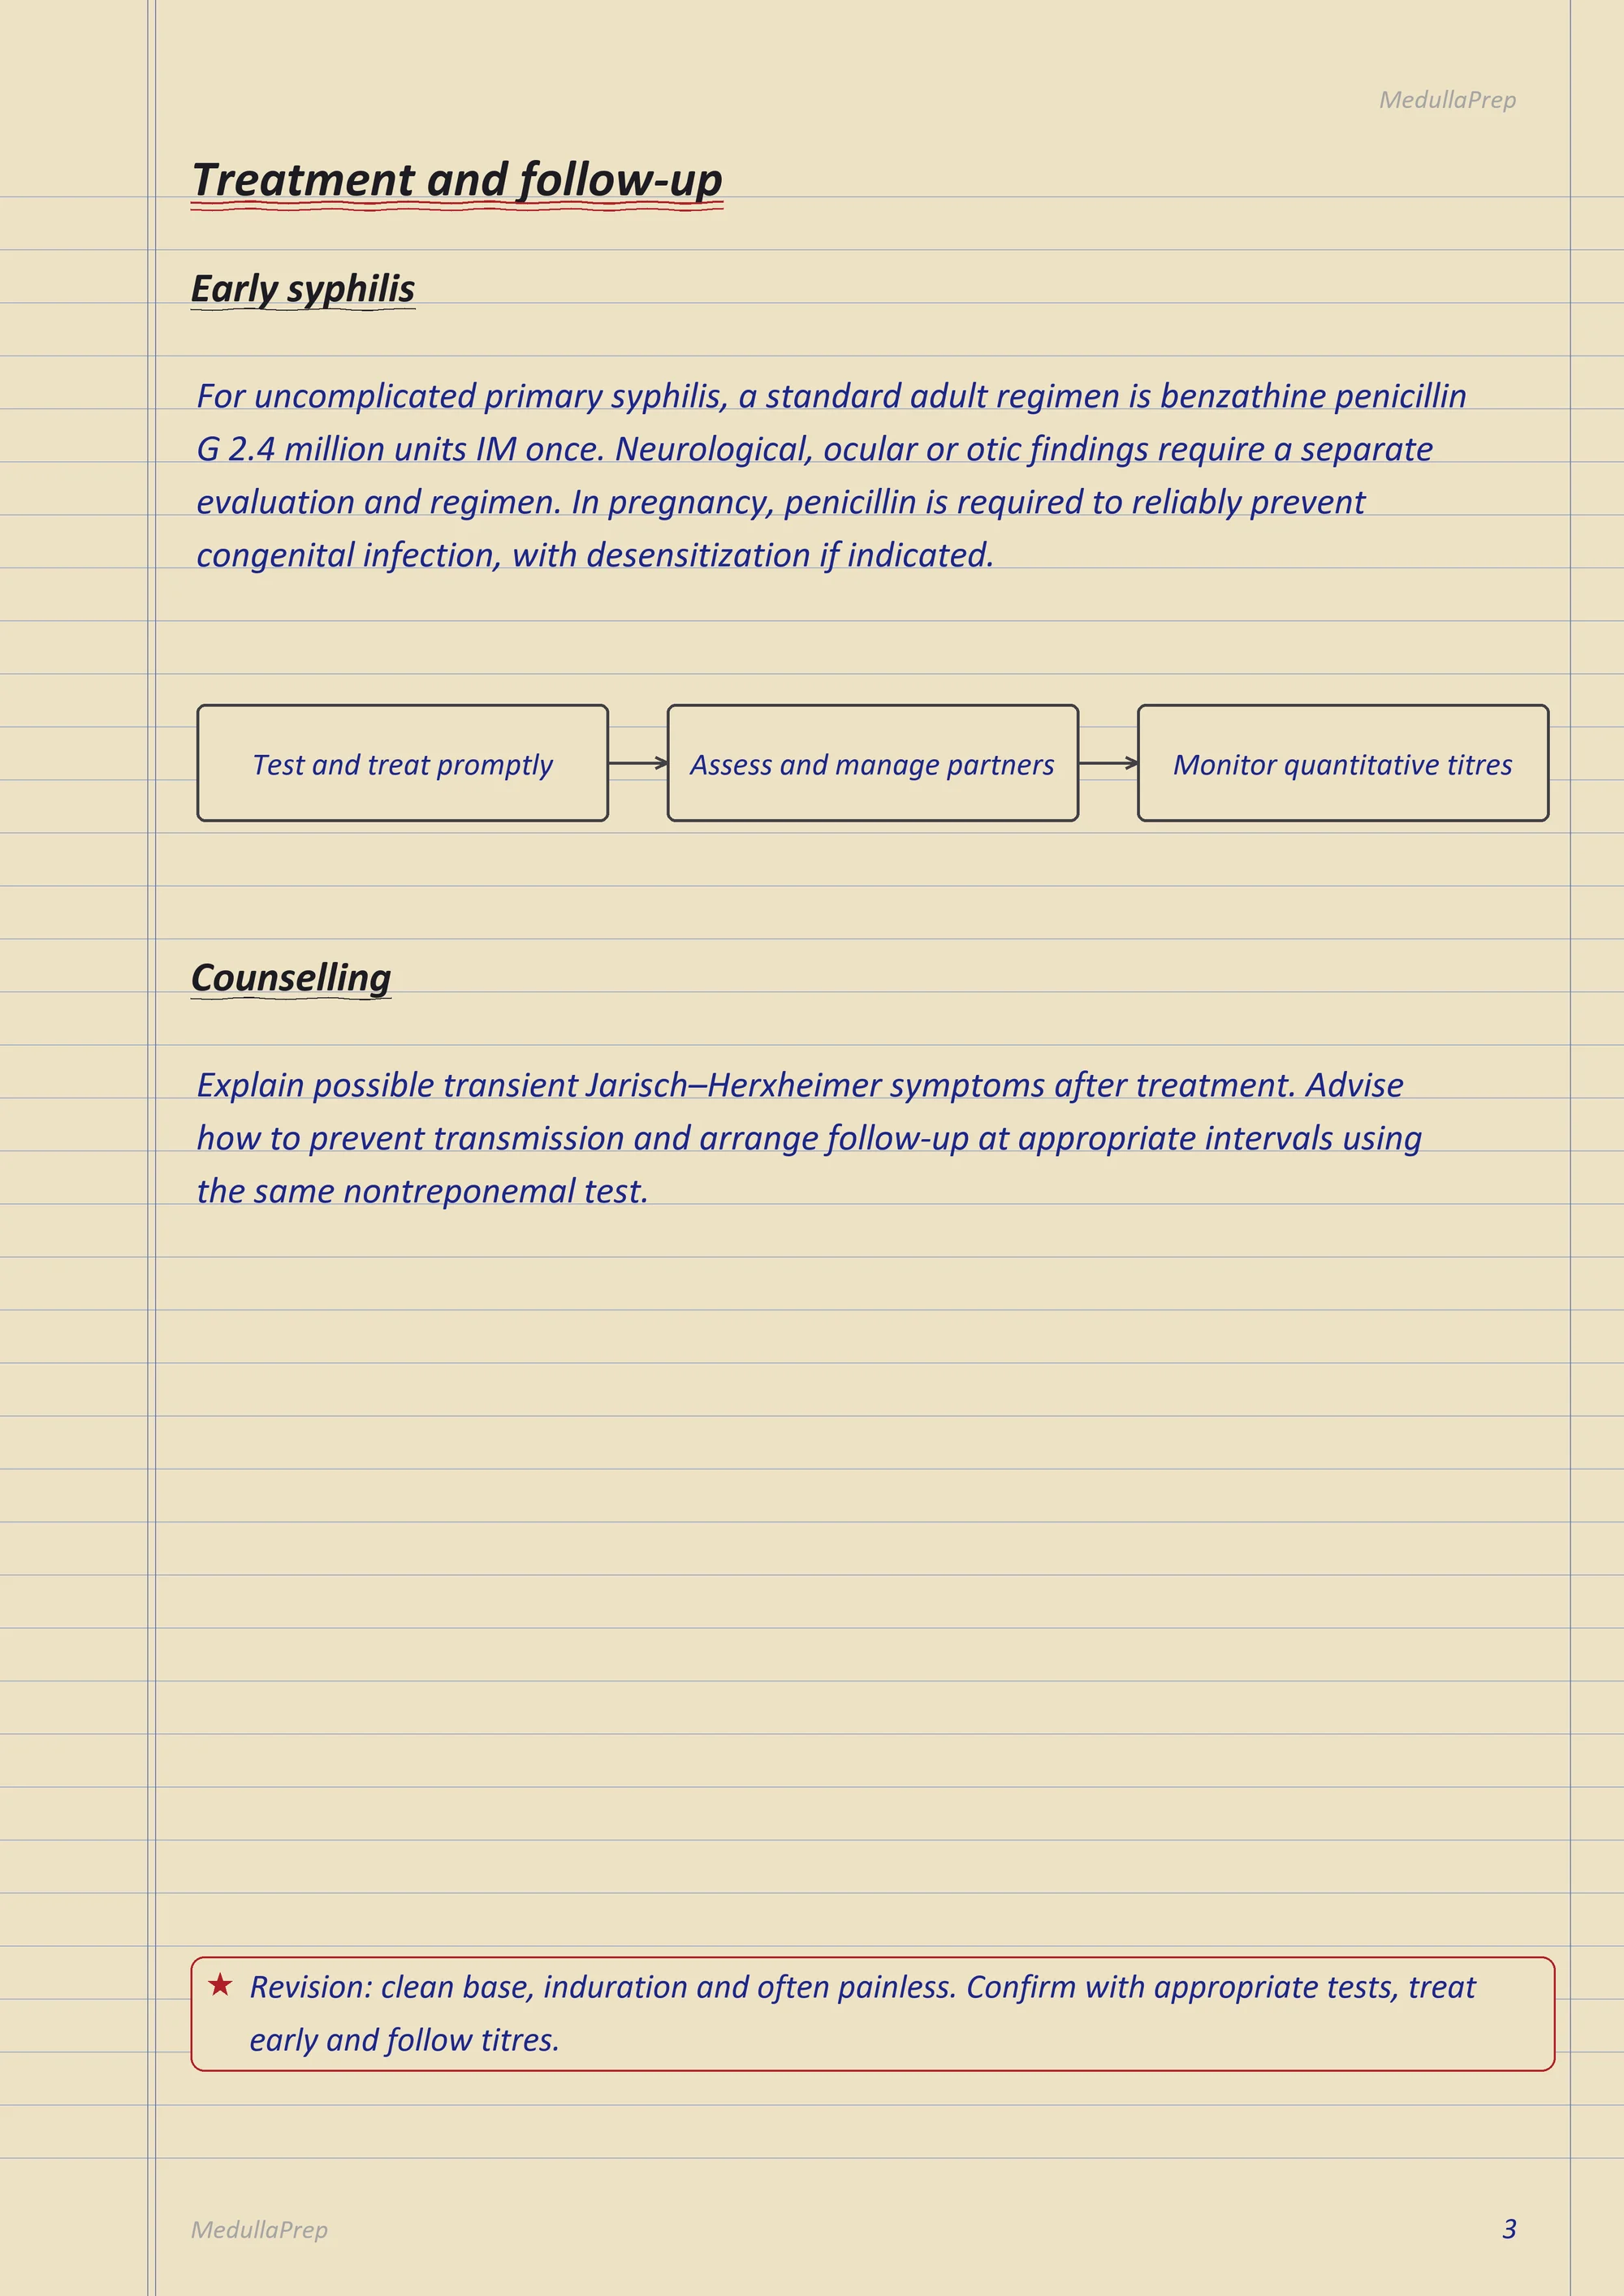 MedullaPrep
Treatment and follow-up
Early syphilis
For uncomplicated primary syphilis, a standard adult regimen is benzathine penicillin
G 2.4 million units IM once. Neurological, ocular or otic findings require a separate
evaluation and regimen. In pregnancy, penicillin is required to reliably prevent
congenital infection, with desensitization if indicated.
Test and treat promptly
Assess and manage partners
Monitor quantitative titres
Counselling
Explain possible transient Jarisch–Herxheimer symptoms after treatment. Advise
how to prevent transmission and arrange follow-up at appropriate intervals using
the same nontreponemal test.
★ Revision: clean base, induration and often painless. Confirm with appropriate tests, treat
early and follow titres.
MedullaPrep
3